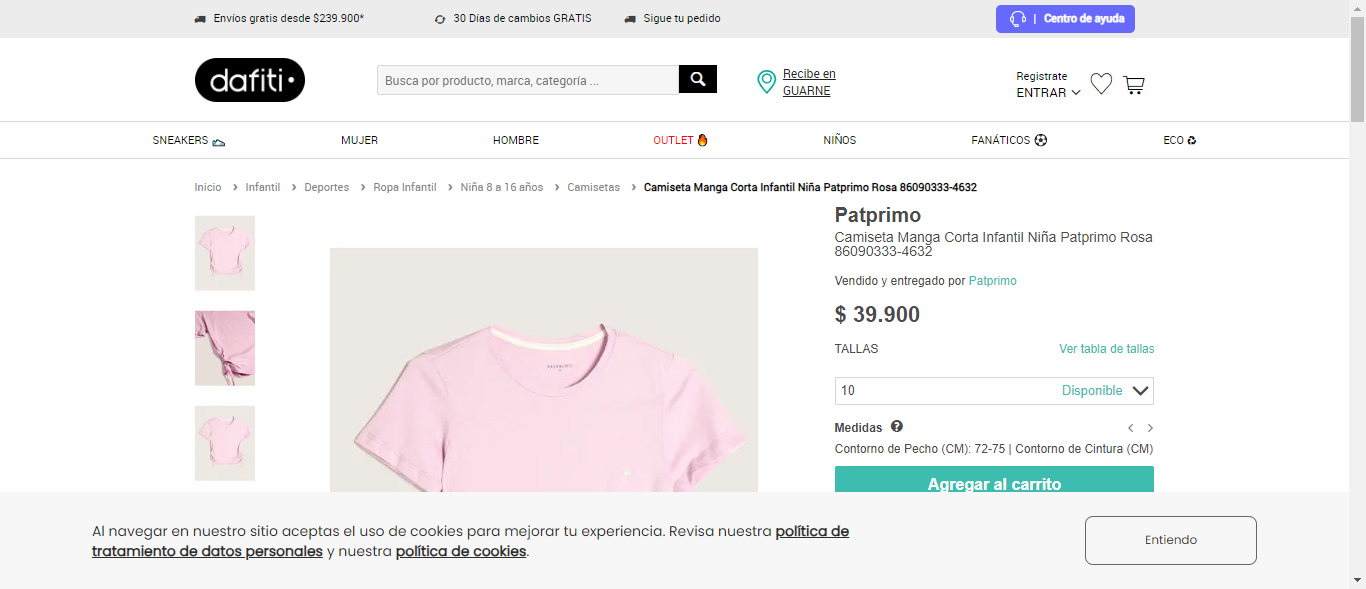 Envíos gratis desde $239.900*
30 Días de cambios GRATIS
Sigue tu pedido
| Centro de ayuda
dafiti
Busca por producto, marca, categoría ...
Recibe en
GUARNE
Registrate
ENTRAR
SNEAKERS
MUJER
HOMBRE
OUTLET
NIÑOS
FANÁTICOS
ECO
Inicio > Infantil > Deportes > Ropa Infantil > Niña 8 a 16 años > Camisetas > Camiseta Manga Corta Infantil Niña Patprimo Rosa 86090333-4632
Patprimo
Camiseta Manga Corta Infantil Niña Patprimo Rosa
86090333-4632
Vendido y entregado por Patprimo
$ 39.900
TALLAS
Ver tabla de tallas
10
Disponible
Medidas
Contorno de Pecho (CM): 72-75 | Contorno de Cintura (CM)
Agregar al carrito
Al navegar en nuestro sitio aceptas el uso de cookies para mejorar tu experiencia. Revisa nuestra política de
tratamiento de datos personales y nuestra política de cookies.
Entiendo